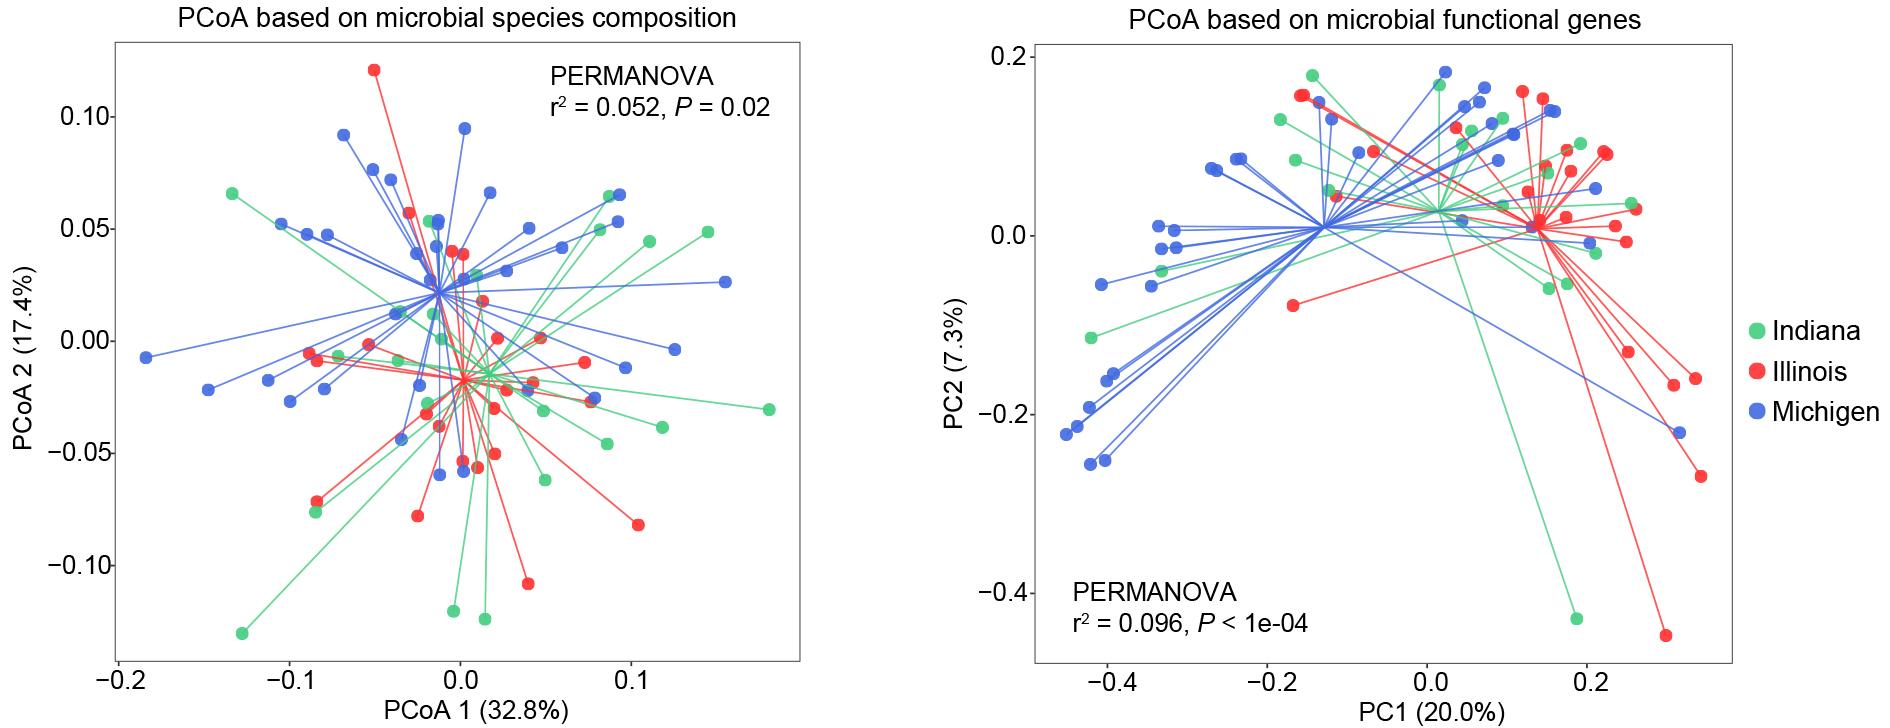 PCoA based on microbial species composition
PERMANOVA
r² = 0.052, P = 0.02
0.10
0.05
0.00
−0.05
−0.10
PCoA 2 (17.4%)
−0.2
−0.1
0.0
0.1
PCoA 1 (32.8%)
PCoA based on microbial functional genes
0.2
0.0
−0.2
−0.4
PC2 (7.3%)
PERMANOVA
r² = 0.096, P < 1e-04
−0.4
−0.2
0.0
0.2
PC1 (20.0%)
Indiana
Illinois
Michigen